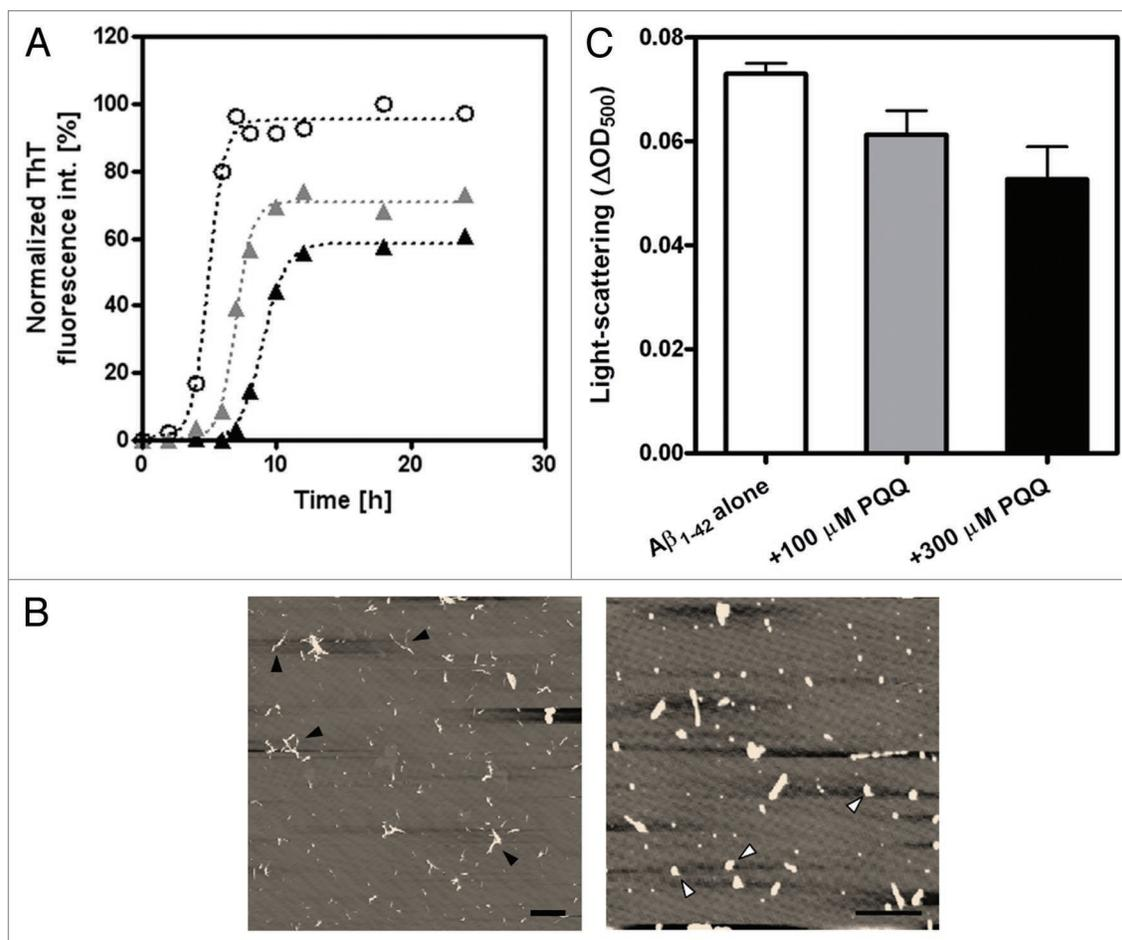 A
120
100
80
60
40
20
0
Normalized ThT
fluorescence int. [%]
0 10 20 30
Time [h]
C
0.08
0.06
0.04
0.02
0.00
Light-scattering (ΔOD₅₀₀)
Aβ₁₋₄₂ alone
+100 μM PQQ
+300 μM PQQ
B